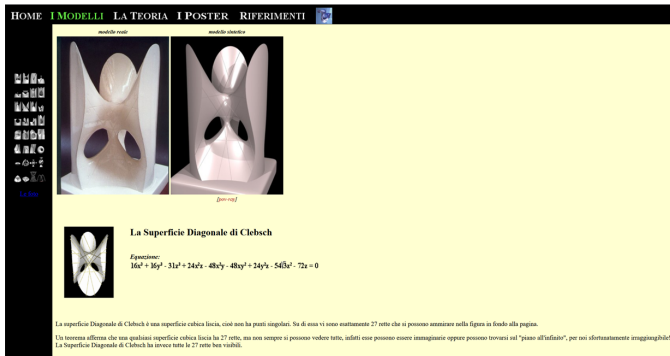 HOME I MODELLI LA TEORIA I POSTER RIFERIMENTI
modello reale modello sintetico
[pov-ray]
La Superficie Diagonale di Clebsch
Equazione:
16x³ + 16y³ - 31z³ + 24x²z - 48x²y - 48xy² + 24y²z - 54√3z² - 72z = 0
La superficie Diagonale di Clebsch é una superficie cubica liscia, cioé non ha punti singolari. Su di essa vi sono esattamente 27 rette che si possono ammirare nella figura in fondo alla pagina.
Un teorema afferma che una qualsiasi superficie cubica liscia ha 27 rette, ma non sempre si possono vedere tutte, infatti esse possono essere immaginarie oppure possono trovarsi sul "piano all'infinito", per noi sfortunatamente irraggiungibile!
La Superficie Diagonale di Clebsch ha invece tutte le 27 rette ben visibili.